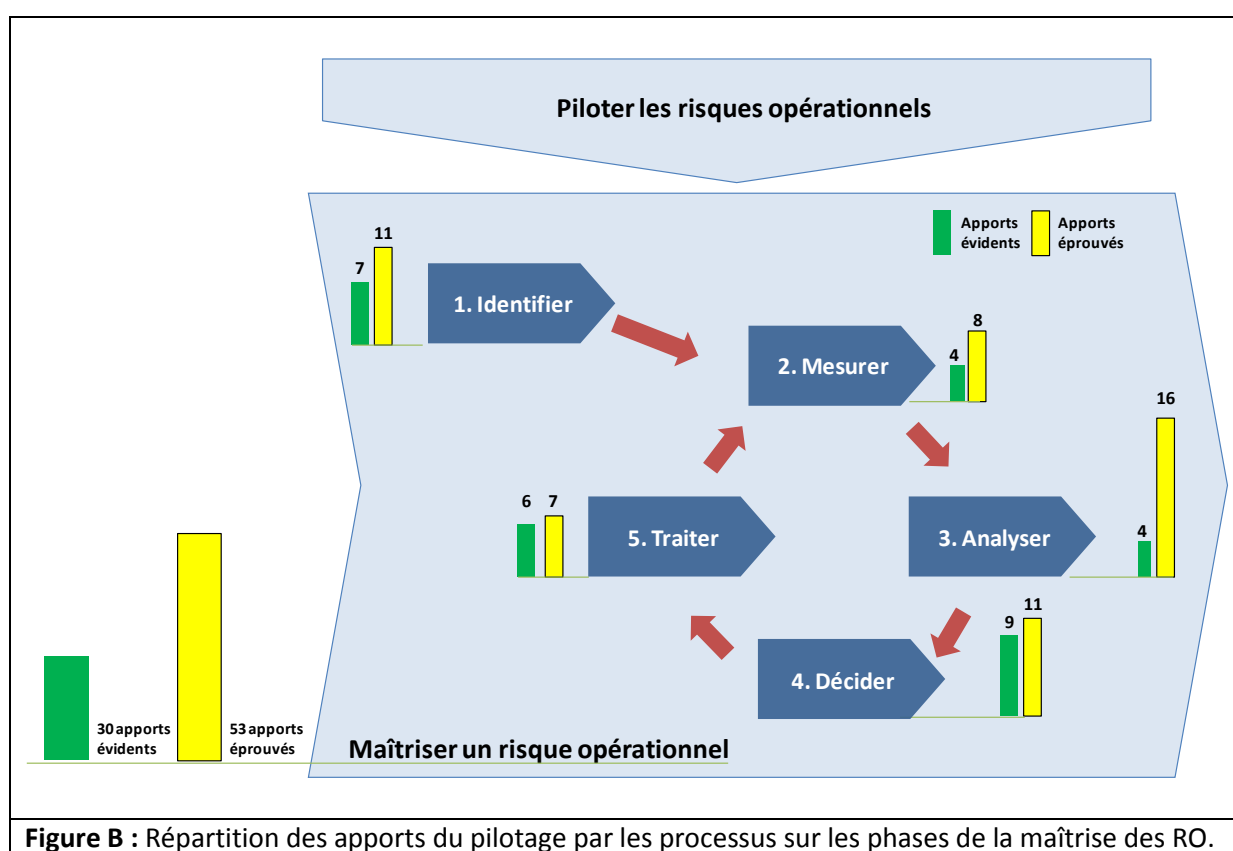 Piloter les risques opérationnels
Apports
évidents
Apports
éprouvés
7
11
1. Identifier
2. Mesurer
4
8
16
4
3. Analyser
6
7
5. Traiter
9
11
4. Décider
30 apports
évidents
53 apports
éprouvés
Maîtriser un risque opérationnel
Figure B : Répartition des apports du pilotage par les processus sur les phases de la maîtrise des RO.